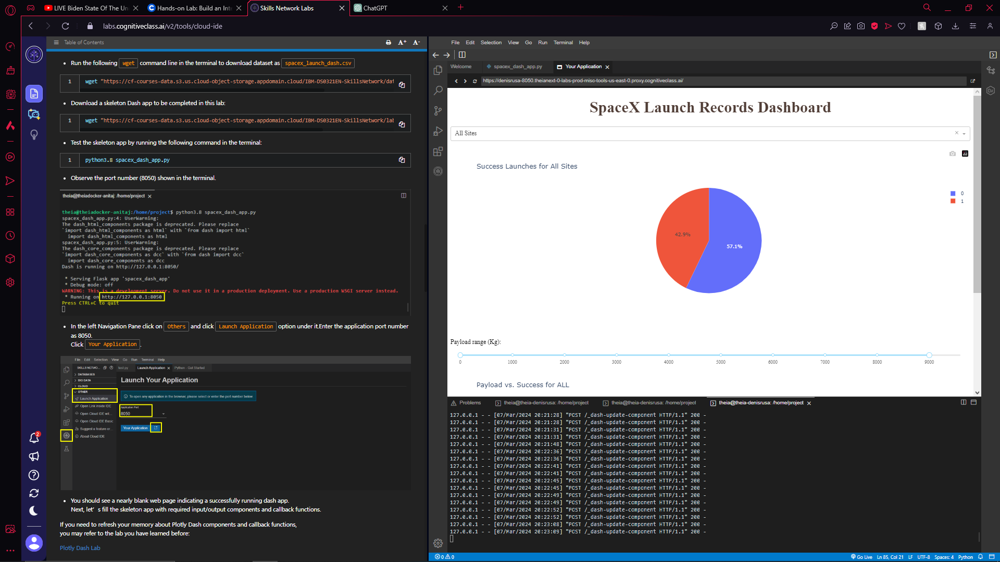 LIVE Biden State Of The Un
Hands-on Lab: Build an Inte
Skills Network Labs
ChatGPT
labs.cognitiveclass.ai/v2/tools/cloud-ide
Table of Contents
A+
A-
Run the following wget command line in the terminal to download dataset as spacex_launch_dash.csv
1 wget "https://cf-courses-data.s3.us.cloud-object-storage.appdomain.cloud/IBM-DS0321EN-SkillsNetwork/dat
Download a skeleton Dash app to be completed in this lab:
1 wget "https://cf-courses-data.s3.us.cloud-object-storage.appdomain.cloud/IBM-DS0321EN-SkillsNetwork/lab
Test the skeleton app by running the following command in the terminal:
1 python3.8 spacex_dash_app.py
Observe the port number (8050) shown in the terminal.
theia@theiadocker-anitaj: /home/project
theia@theiadocker-anitaj:/home/project$ python3.8 spacex_dash_app.py
spacex_dash_app.py:4: UserWarning:
The dash_html_components package is deprecated. Please replace
`import dash_html_components as html` with `from dash import html`
import dash_html_components as html
spacex_dash_app.py:5: UserWarning:
The dash_core_components package is deprecated. Please replace
`import dash_core_components as dcc` with `from dash import dcc`
import dash_core_components as dcc
Dash is running on http://127.0.0.1:8050/
* Serving Flask app 'spacex_dash_app'
* Debug mode: off
WARNING: This is a development server. Do not use it in a production deployment. Use a production WSGI server instead.
* Running on http://127.0.0.1:8050
Press CTRL+C to quit
In the left Navigation Pane click on Others and click Launch Application option under it.Enter the application port number
as 8050.
Click Your Application.
File Edit Selection View Go Run Terminal Help
SKILLS NETWO...
test.py
Launch Application
Python - Get Started
DATABASES
BIG DATA
CLOUD
OTHER
Launch Application
Open Link inside IDE
Open Cloud IDE wit...
Open Cloud IDE Basic
Suggest a feature or...
About Cloud IDE
Launch Your Application
To open any application in the browser, please select or enter the port number below
Application Port
8050
Your Application
You should see a nearly blank web page indicating a successfully running dash app.
Next, let's fill the skeleton app with required input/output components and callback functions.
If you need to refresh your memory about Plotly Dash components and callback functions,
you may refer to the lab you have learned before:
Plotly Dash Lab
2
File Edit Selection View Go Run Terminal Help
Welcome
spacex_dash_app.py
Your Application
https://denisrusa-8050.theianext-0-labs-prod-misc-tools-us-east-0.proxy.cognitiveclass.ai/
SpaceX Launch Records Dashboard
All Sites
Success Launches for All Sites
0
1
42.9%
57.1%
Payload range (Kg):
0 1000 2000 3000 4000 5000 6000 7000 8000 9000
Payload vs. Success for ALL
Problems
theia@theia-denisrusa: /home/project
theia@theia-denisrusa: /home/project
theia@theia-denisrusa: /home/project
127.0.0.1 - - [07/Mar/2024 20:21:28] "POST /_dash-update-component HTTP/1.1" 200 -
127.0.0.1 - - [07/Mar/2024 20:21:28] "POST /_dash-update-component HTTP/1.1" 200 -
127.0.0.1 - - [07/Mar/2024 20:21:31] "POST /_dash-update-component HTTP/1.1" 200 -
127.0.0.1 - - [07/Mar/2024 20:21:31] "POST /_dash-update-component HTTP/1.1" 200 -
127.0.0.1 - - [07/Mar/2024 20:21:48] "POST /_dash-update-component HTTP/1.1" 200 -
127.0.0.1 - - [07/Mar/2024 20:22:36] "POST /_dash-update-component HTTP/1.1" 200 -
127.0.0.1 - - [07/Mar/2024 20:22:36] "POST /_dash-update-component HTTP/1.1" 200 -
127.0.0.1 - - [07/Mar/2024 20:22:41] "POST /_dash-update-component HTTP/1.1" 200 -
127.0.0.1 - - [07/Mar/2024 20:22:41] "POST /_dash-update-component HTTP/1.1" 200 -
127.0.0.1 - - [07/Mar/2024 20:22:45] "POST /_dash-update-component HTTP/1.1" 200 -
127.0.0.1 - - [07/Mar/2024 20:22:45] "POST /_dash-update-component HTTP/1.1" 200 -
127.0.0.1 - - [07/Mar/2024 20:22:49] "POST /_dash-update-component HTTP/1.1" 200 -
127.0.0.1 - - [07/Mar/2024 20:22:49] "POST /_dash-update-component HTTP/1.1" 200 -
127.0.0.1 - - [07/Mar/2024 20:22:52] "POST /_dash-update-component HTTP/1.1" 200 -
127.0.0.1 - - [07/Mar/2024 20:22:52] "POST /_dash-update-component HTTP/1.1" 200 -
127.0.0.1 - - [07/Mar/2024 20:23:08] "POST /_dash-update-component HTTP/1.1" 200 -
127.0.0.1 - - [07/Mar/2024 20:23:09] "POST /_dash-update-component HTTP/1.1" 200 -
0 0
Go Live Ln 85, Col 21 LF UTF-8 Spaces: 4 Python